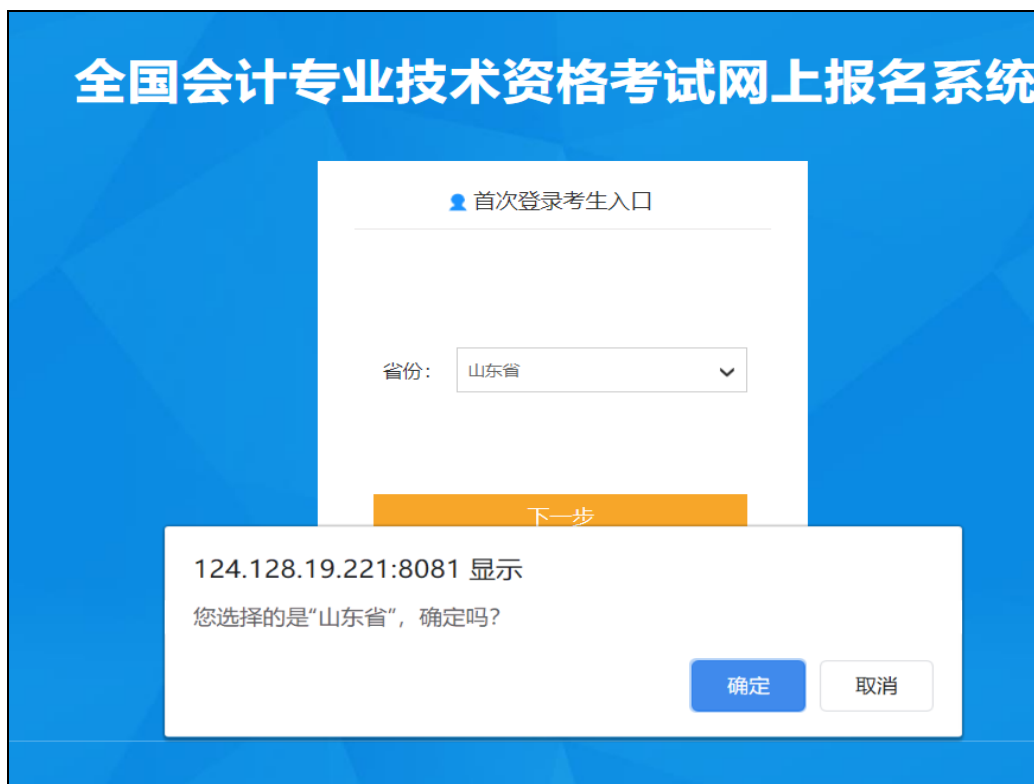 全国会计专业技术资格考试网上报名系统
首次登录考生入口
省份：
山东省
下一步
124.128.19.221:8081 显示
您选择的是“山东省”，确定吗?
确定
取消